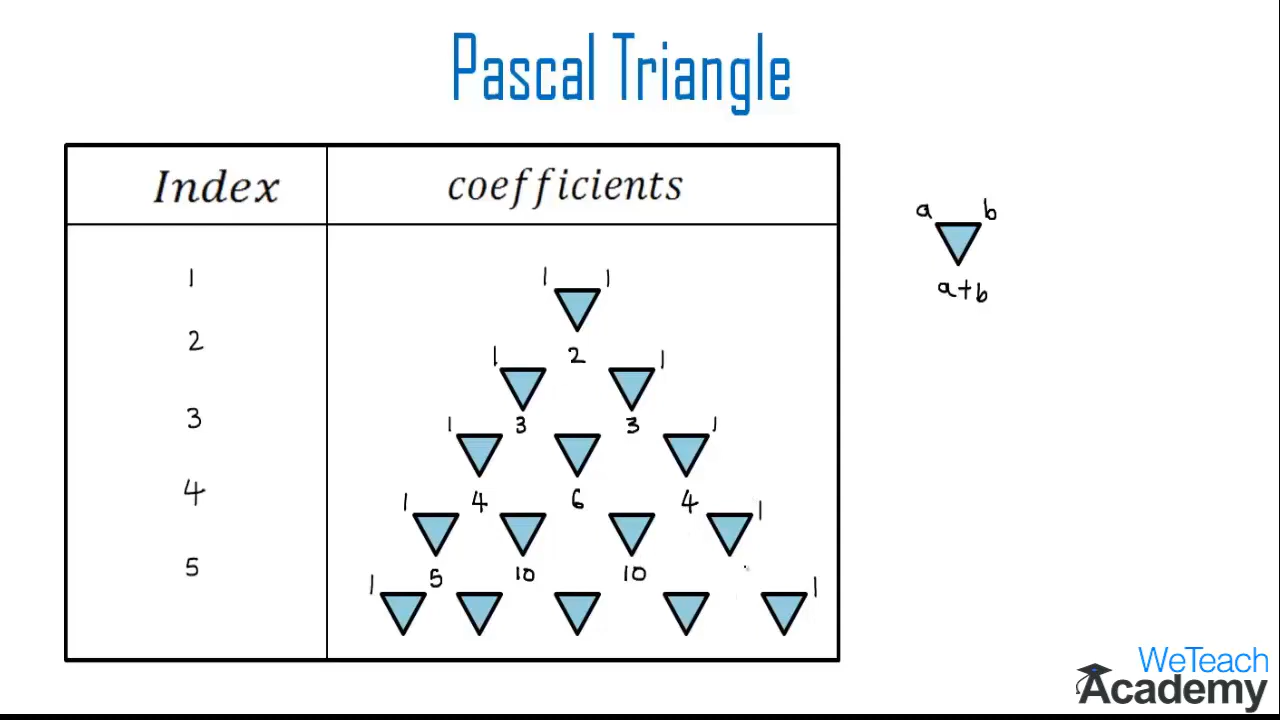 Pascal Triangle
Index coefficients
a b
a+b
1 1 1
2 1 2 1
3 1 3 3 1
4 1 4 6 4 1
5 1 5 10 10 1
WeTeach
Academy